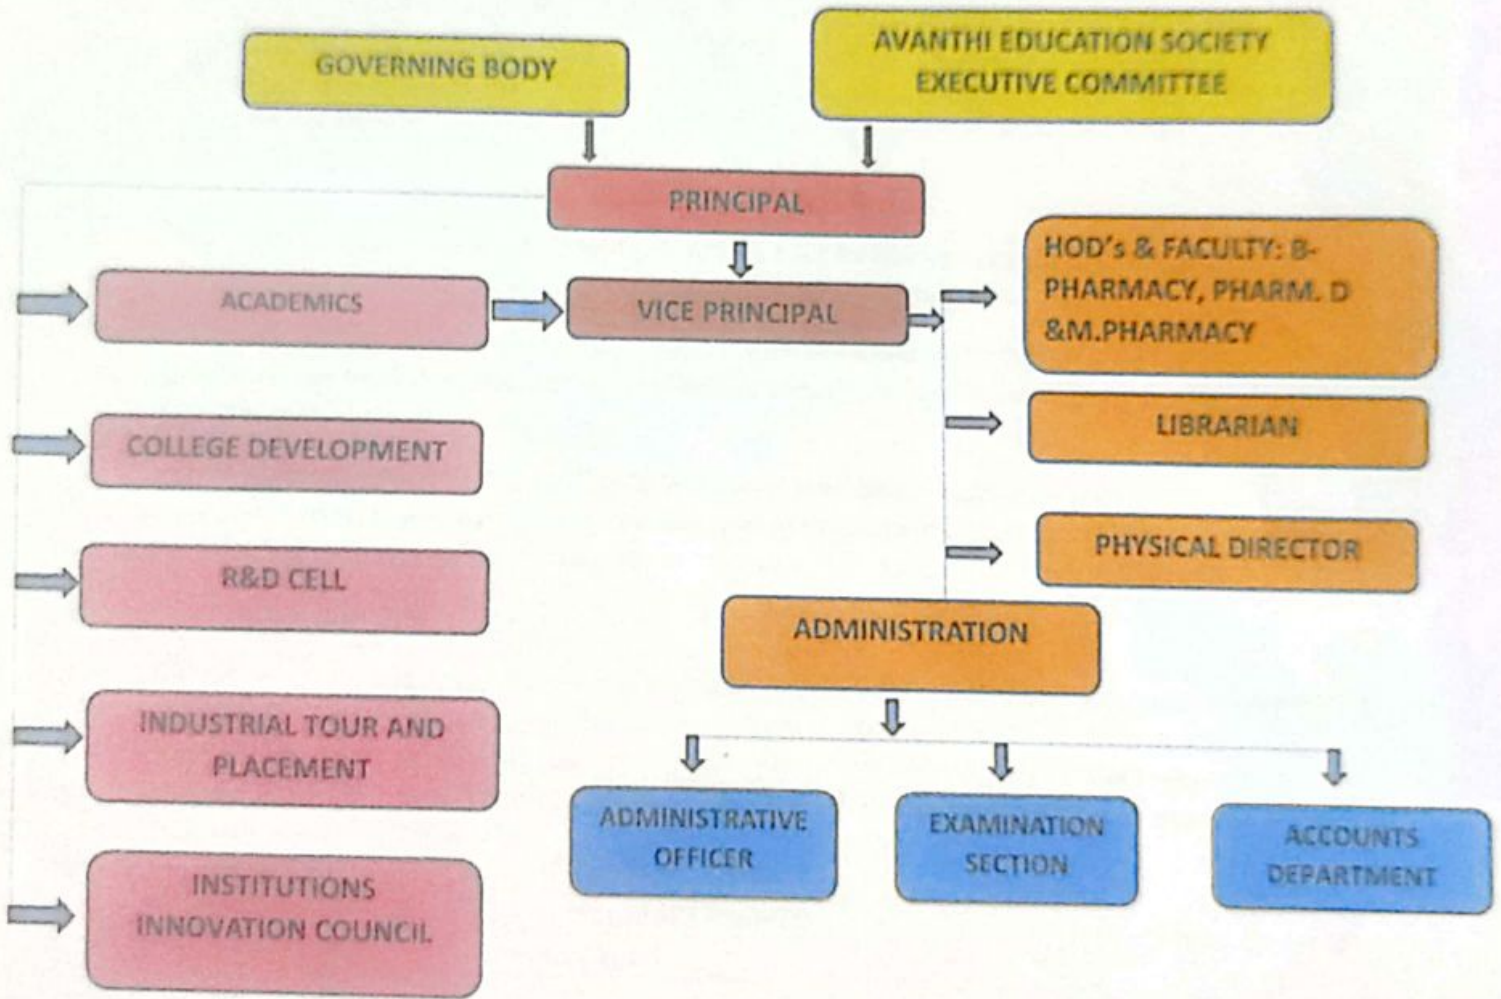 GOVERNING BODY
AVANTHI EDUCATION SOCIETY
EXECUTIVE COMMITTEE
PRINCIPAL
ACADEMICS
VICE PRINCIPAL
HOD's & FACULTY: B-
PHARMACY, PHARM. D
&M.PHARMACY
COLLEGE DEVELOPMENT
LIBRARIAN
R&D CELL
PHYSICAL DIRECTOR
ADMINISTRATION
INDUSTRIAL TOUR AND
PLACEMENT
ADMINISTRATIVE
OFFICER
EXAMINATION
SECTION
ACCOUNTS
DEPARTMENT
INSTITUTIONS
INNOVATION COUNCIL